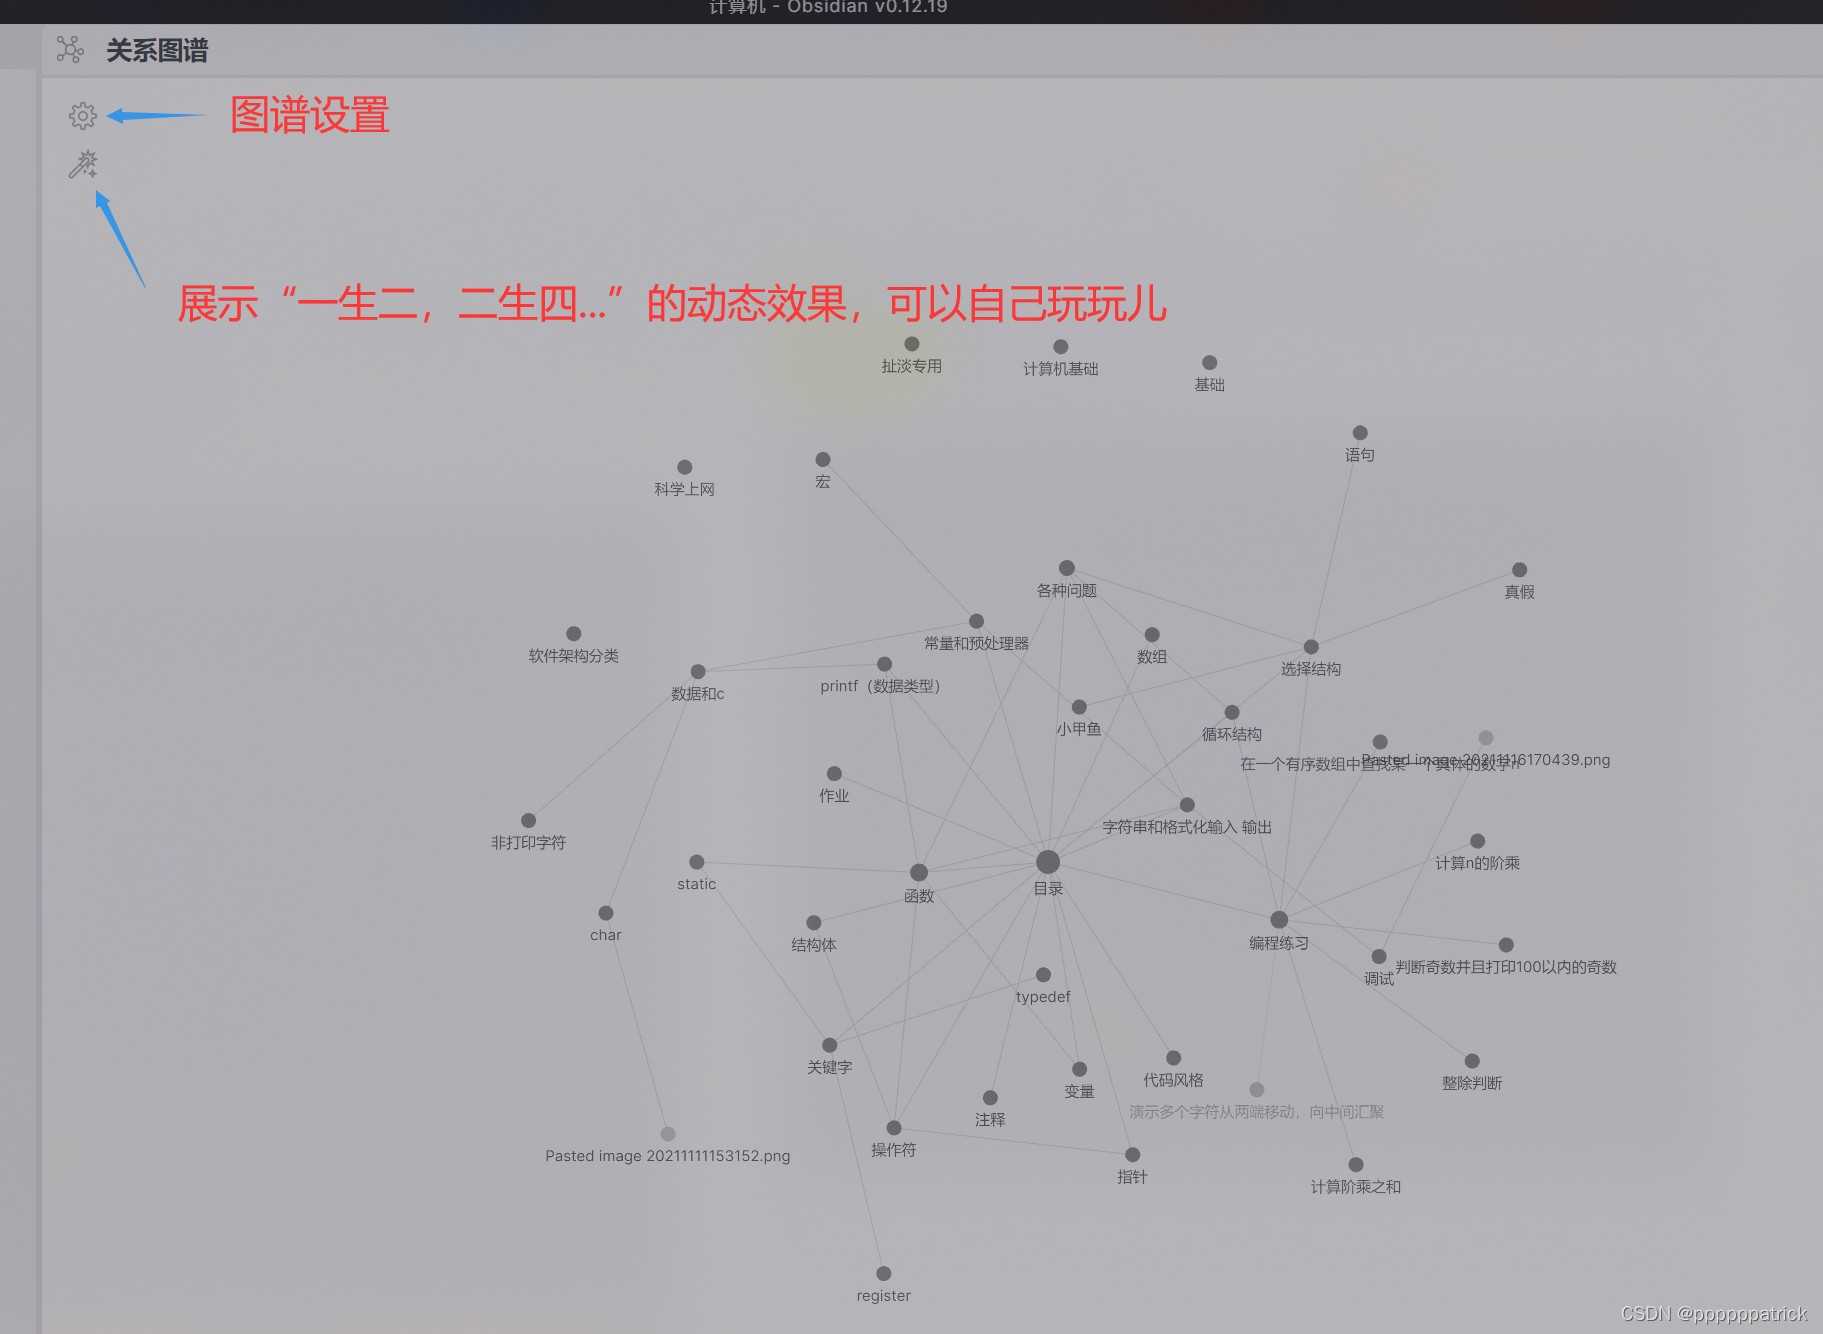 计算机 - Obsidian v0.12.19
关系图谱
图谱设置
展示“一生二，二生四...”的动态效果，可以自己玩玩儿
扯淡专用
计算机基础
基础
语句
科学上网
宏
各种问题
真假
常量和预处理器
数组
软件架构分类
选择结构
数据和c
printf（数据类型）
小甲鱼
循环结构
Pasted image 20211116170439.png
在一个有序数组中查找某一个具体的数字n
作业
字符串和格式化输入 输出
非打印字符
计算n的阶乘
static
函数
目录
char
结构体
编程练习
判断奇数并且打印100以内的奇数
调试
typedef
关键字
代码风格
变量
整除判断
演示多个字符从两端移动，向中间汇聚
注释
操作符
Pasted image 20211111153152.png
指针
计算阶乘之和
register
CSDN @ppppppatrick